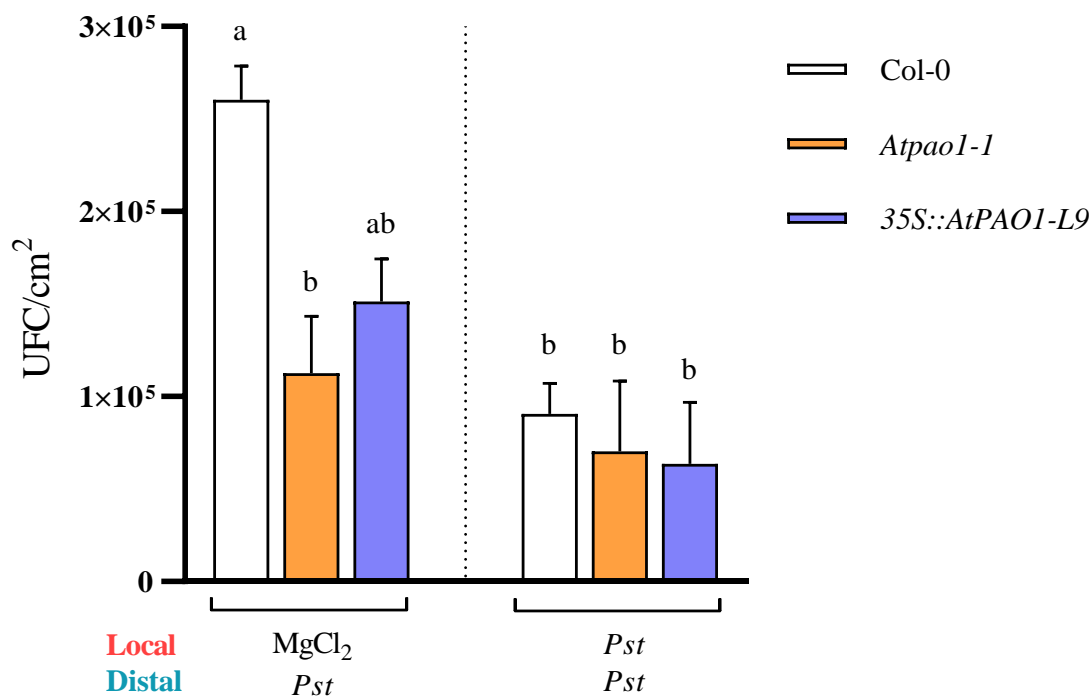 3×10⁵
2×10⁵
1×10⁵
0
UFC/cm²
a
b
ab
b
b
b
Col-0
Atpao1-1
35S::AtPAO1-L9
Local MgCl₂ Pst
Distal Pst Pst